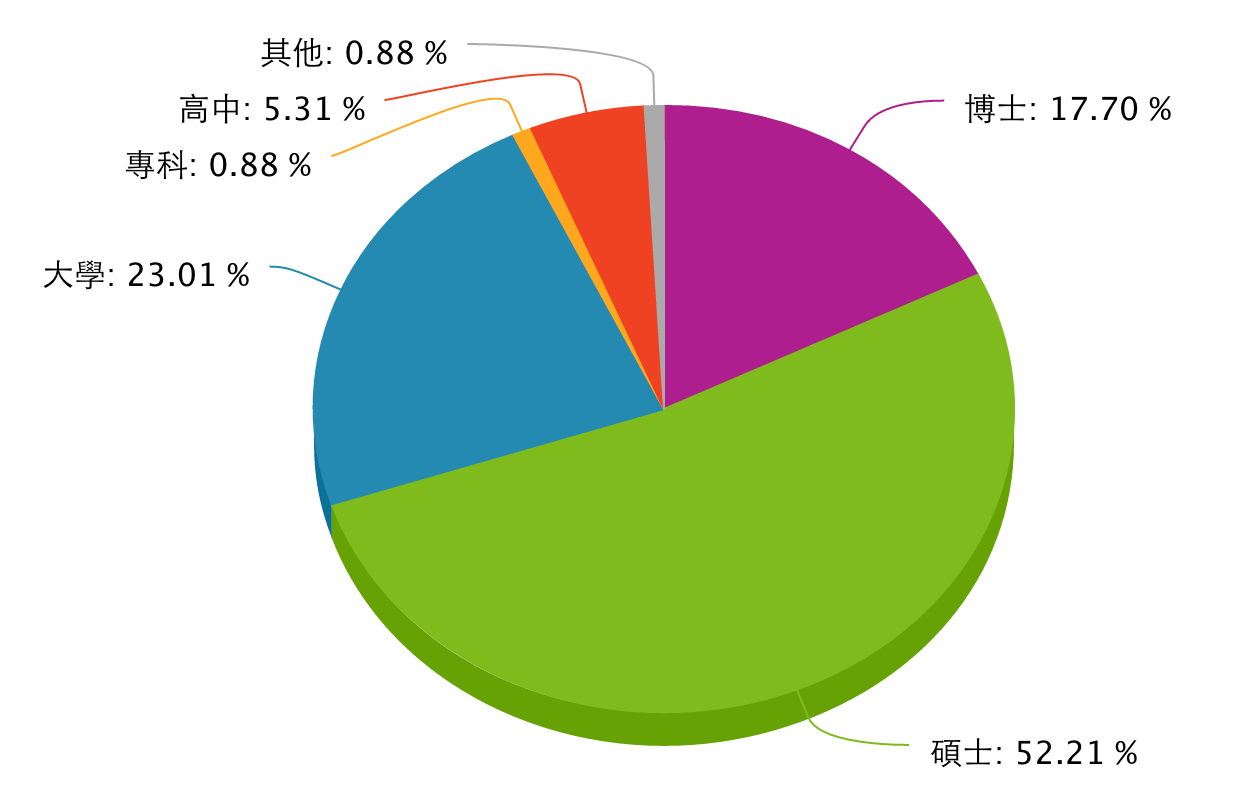 其他: 0.88 %
高中: 5.31 %
博士: 17.70 %
專科: 0.88 %
大學: 23.01 %
碩士: 52.21 %